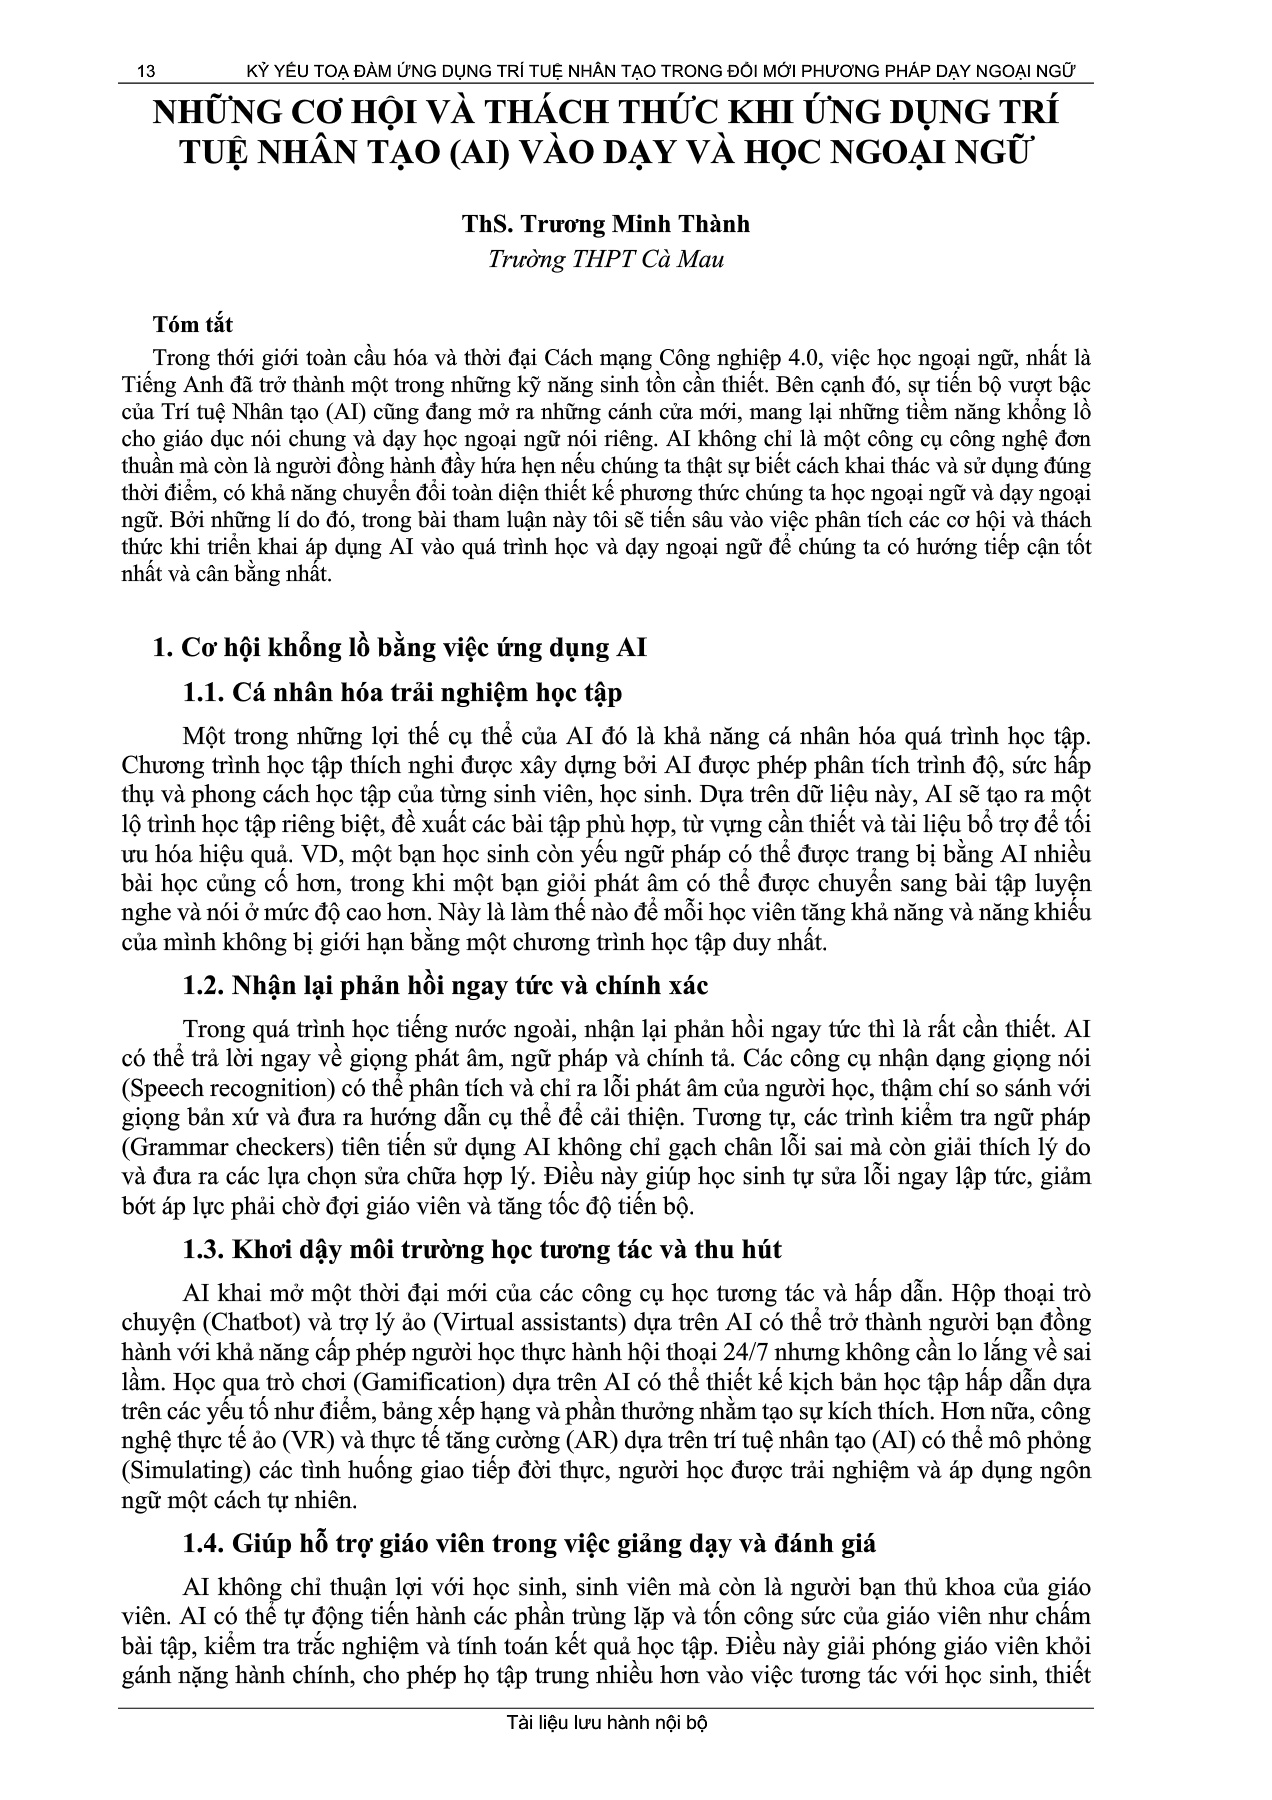 13 KỶ YẾU TOẠ ĐÀM ỨNG DỤNG TRÍ TUỆ NHÂN TẠO TRONG ĐỔI MỚI PHƯƠNG PHÁP DẠY NGOẠI NGỮ
NHỮNG CƠ HỘI VÀ THÁCH THỨC KHI ỨNG DỤNG TRÍ
TUỆ NHÂN TẠO (AI) VÀO DẠY VÀ HỌC NGOẠI NGỮ
ThS. Trương Minh Thành
Trường THPT Cà Mau
Tóm tắt
Trong thới giới toàn cầu hóa và thời đại Cách mạng Công nghiệp 4.0, việc học ngoại ngữ, nhất là
Tiếng Anh đã trở thành một trong những kỹ năng sinh tồn cần thiết. Bên cạnh đó, sự tiến bộ vượt bậc
của Trí tuệ Nhân tạo (AI) cũng đang mở ra những cánh cửa mới, mang lại những tiềm năng khổng lồ
cho giáo dục nói chung và dạy học ngoại ngữ nói riêng. AI không chỉ là một công cụ công nghệ đơn
thuần mà còn là người đồng hành đầy hứa hẹn nếu chúng ta thật sự biết cách khai thác và sử dụng đúng
thời điểm, có khả năng chuyển đổi toàn diện thiết kế phương thức chúng ta học ngoại ngữ và dạy ngoại
ngữ. Bởi những lí do đó, trong bài tham luận này tôi sẽ tiến sâu vào việc phân tích các cơ hội và thách
thức khi triển khai áp dụng AI vào quá trình học và dạy ngoại ngữ để chúng ta có hướng tiếp cận tốt
nhất và cân bằng nhất.
1. Cơ hội khổng lồ bằng việc ứng dụng AI
1.1. Cá nhân hóa trải nghiệm học tập
Một trong những lợi thế cụ thể của AI đó là khả năng cá nhân hóa quá trình học tập.
Chương trình học tập thích nghi được xây dựng bởi AI được phép phân tích trình độ, sức hấp
thụ và phong cách học tập của từng sinh viên, học sinh. Dựa trên dữ liệu này, AI sẽ tạo ra một
lộ trình học tập riêng biệt, đề xuất các bài tập phù hợp, từ vựng cần thiết và tài liệu bổ trợ để tối
ưu hóa hiệu quả. VD, một bạn học sinh còn yếu ngữ pháp có thể được trang bị bằng AI nhiều
bài học củng cố hơn, trong khi một bạn giỏi phát âm có thể được chuyển sang bài tập luyện
nghe và nói ở mức độ cao hơn. Này là làm thế nào để mỗi học viên tăng khả năng và năng khiếu
của mình không bị giới hạn bằng một chương trình học tập duy nhất.
1.2. Nhận lại phản hồi ngay tức và chính xác
Trong quá trình học tiếng nước ngoài, nhận lại phản hồi ngay tức thì là rất cần thiết. AI
có thể trả lời ngay về giọng phát âm, ngữ pháp và chính tả. Các công cụ nhận dạng giọng nói
(Speech recognition) có thể phân tích và chỉ ra lỗi phát âm của người học, thậm chí so sánh với
giọng bản xứ và đưa ra hướng dẫn cụ thể để cải thiện. Tương tự, các trình kiểm tra ngữ pháp
(Grammar checkers) tiên tiến sử dụng AI không chỉ gạch chân lỗi sai mà còn giải thích lý do
và đưa ra các lựa chọn sửa chữa hợp lý. Điều này giúp học sinh tự sửa lỗi ngay lập tức, giảm
bớt áp lực phải chờ đợi giáo viên và tăng tốc độ tiến bộ.
1.3. Khơi dậy môi trường học tương tác và thu hút
AI khai mở một thời đại mới của các công cụ học tương tác và hấp dẫn. Hộp thoại trò
chuyện (Chatbot) và trợ lý ảo (Virtual assistants) dựa trên AI có thể trở thành người bạn đồng
hành với khả năng cấp phép người học thực hành hội thoại 24/7 nhưng không cần lo lắng về sai
lầm. Học qua trò chơi (Gamification) dựa trên AI có thể thiết kế kịch bản học tập hấp dẫn dựa
trên các yếu tố như điểm, bảng xếp hạng và phần thưởng nhằm tạo sự kích thích. Hơn nữa, công
nghệ thực tế ảo (VR) và thực tế tăng cường (AR) dựa trên trí tuệ nhân tạo (AI) có thể mô phỏng
(Simulating) các tình huống giao tiếp đời thực, người học được trải nghiệm và áp dụng ngôn
ngữ một cách tự nhiên.
1.4. Giúp hỗ trợ giáo viên trong việc giảng dạy và đánh giá
AI không chỉ thuận lợi với học sinh, sinh viên mà còn là người bạn thủ khoa của giáo
viên. AI có thể tự động tiến hành các phần trùng lặp và tốn công sức của giáo viên như chấm
bài tập, kiểm tra trắc nghiệm và tính toán kết quả học tập. Điều này giải phóng giáo viên khỏi
gánh nặng hành chính, cho phép họ tập trung nhiều hơn vào việc tương tác với học sinh, thiết
Tài liệu lưu hành nội bộ